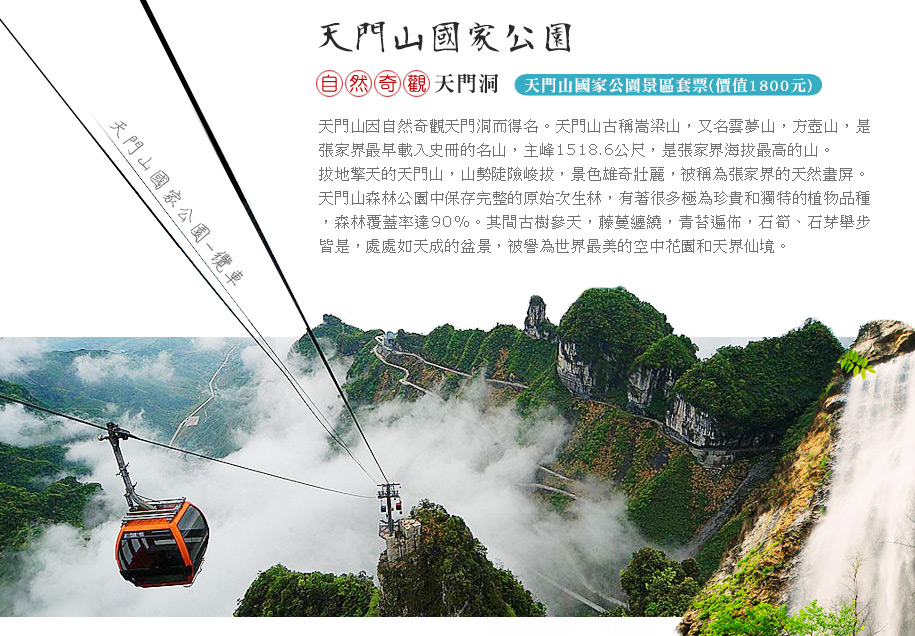 天門山國家公園
自然奇觀 天門洞 天門山國家公園景區套票(價值1800元)
天門山因自然奇觀天門洞而得名。天門山古稱嵩梁山，又名雲夢山，方壺山，是
張家界最早載入史冊的名山，主峰1518.6公尺，是張家界海拔最高的山。
拔地擎天的天門山，山勢陡險峻拔，景色雄奇壯麗，被稱為張家界的天然畫屏。
天門山森林公園中保存完整的原始次生林，有著很多極為珍貴和獨特的植物品種
，森林覆蓋率達90%。其間古樹參天，藤蔓纏繞，青苔遍佈，石筍、石芽舉步
皆是，處處如天成的盆景，被譽為世界最美的空中花園和天界仙境。
天門山國家公園-纜車